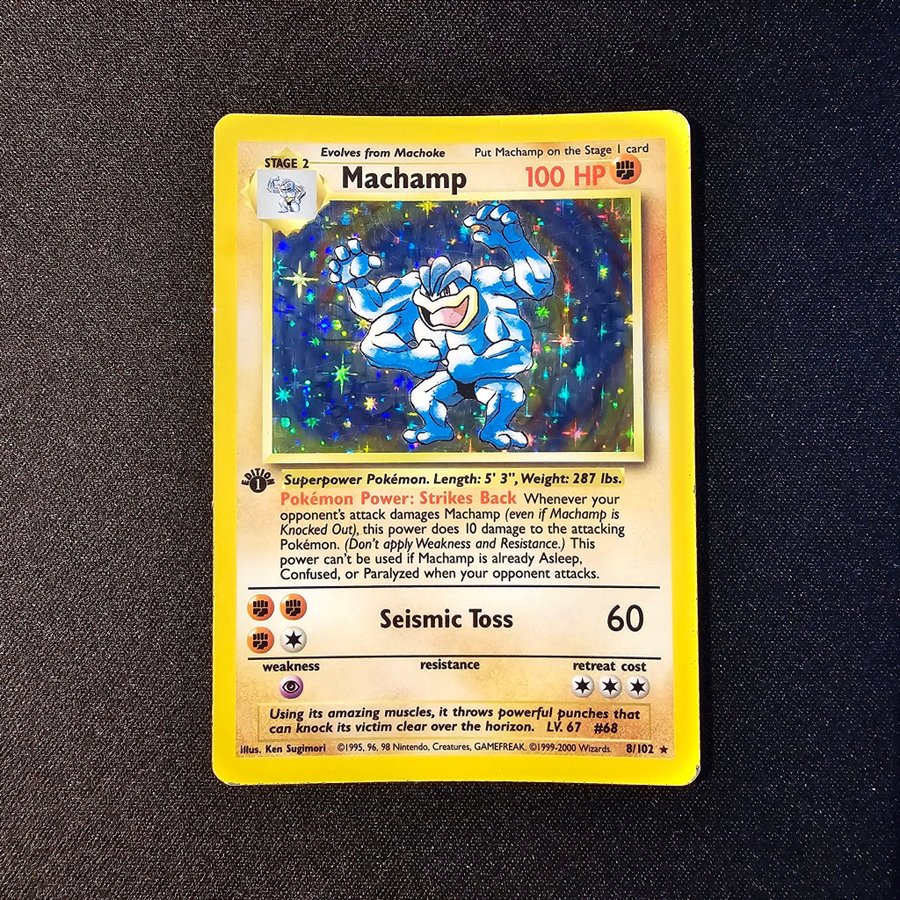 Evolves from Machoke Put Machamp on the Stage 1 card
STAGE 2
Machamp 100 HP
EDITION 1
Superpower Pokémon. Length: 5' 3", Weight: 287 lbs.
Pokémon Power: Strikes Back Whenever your
opponent's attack damages Machamp (even if Machamp is
Knocked Out), this power does 10 damage to the attacking
Pokémon. (Don't apply Weakness and Resistance.) This
power can't be used if Machamp is already Asleep,
Confused, or Paralyzed when your opponent attacks.
Seismic Toss 60
weakness resistance retreat cost
Using its amazing muscles, it throws powerful punches that
can knock its victim clear over the horizon. LV. 67 #68
Illus. Ken Sugimori ©1995, 96, 98 Nintendo, Creatures, GAMEFREAK. ©1999-2000 Wizards. 8/102 ★